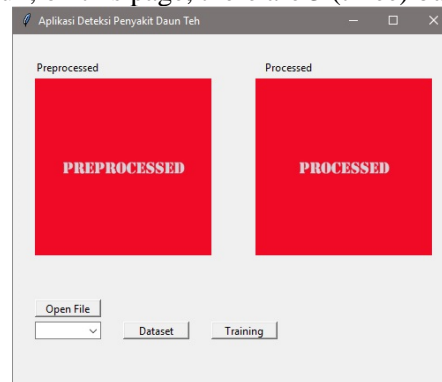 Aplikasi Deteksi Penyakit Daun Teh
Preprocessed Processed
PREPROCESSED PROCESSED
Open File
Dataset Training